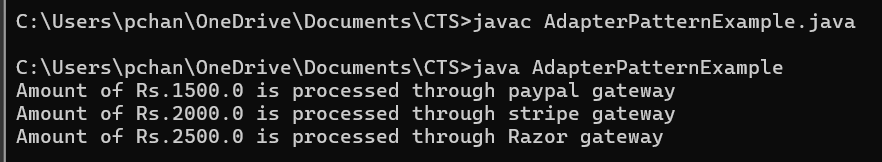 C:\Users\pchan\OneDrive\Documents\CTS>javac AdapterPatternExample.java
C:\Users\pchan\OneDrive\Documents\CTS>java AdapterPatternExample
Amount of Rs.1500.0 is processed through paypal gateway
Amount of Rs.2000.0 is processed through stripe gateway
Amount of Rs.2500.0 is processed through Razor gateway